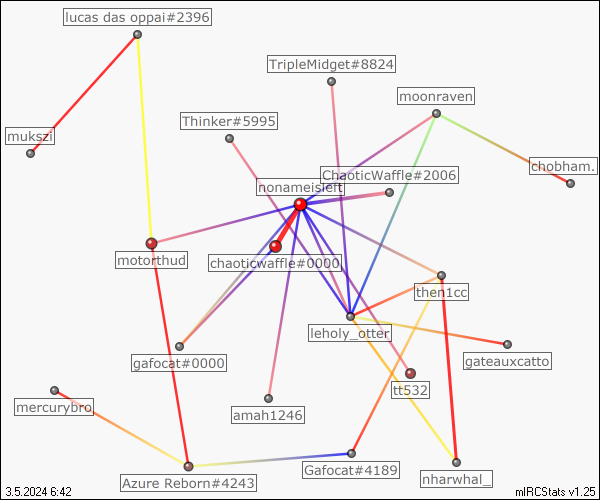 lucas das oppai#2396
TripleMidget#8824
moonraven
Thinker#5995
mukszi
chobham.
ChaoticWaffle#2006
nonameisleft
motorthud
chaoticwaffle#0000
then1cc
leholy_otter
gafocat#0000
gateauxcatto
tt532
mercurybro
amah1246
Gafocat#4189
nharwhal_
Azure Reborn#4243
3.5.2024 6:42
mIRCStats v1.25